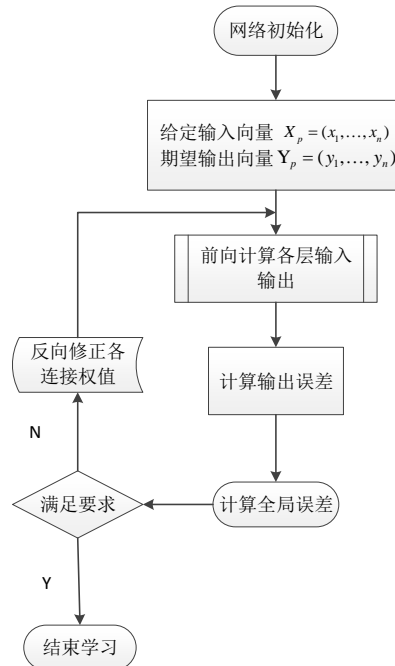 网络初始化
给定输入向量 X_p = (x_1,…,x_n)
期望输出向量 Y_p = (y_1,…, y_n)
前向计算各层输入
输出
反向修正各
连接权值
计算输出误差
N
满足要求
计算全局误差
Y
结束学习